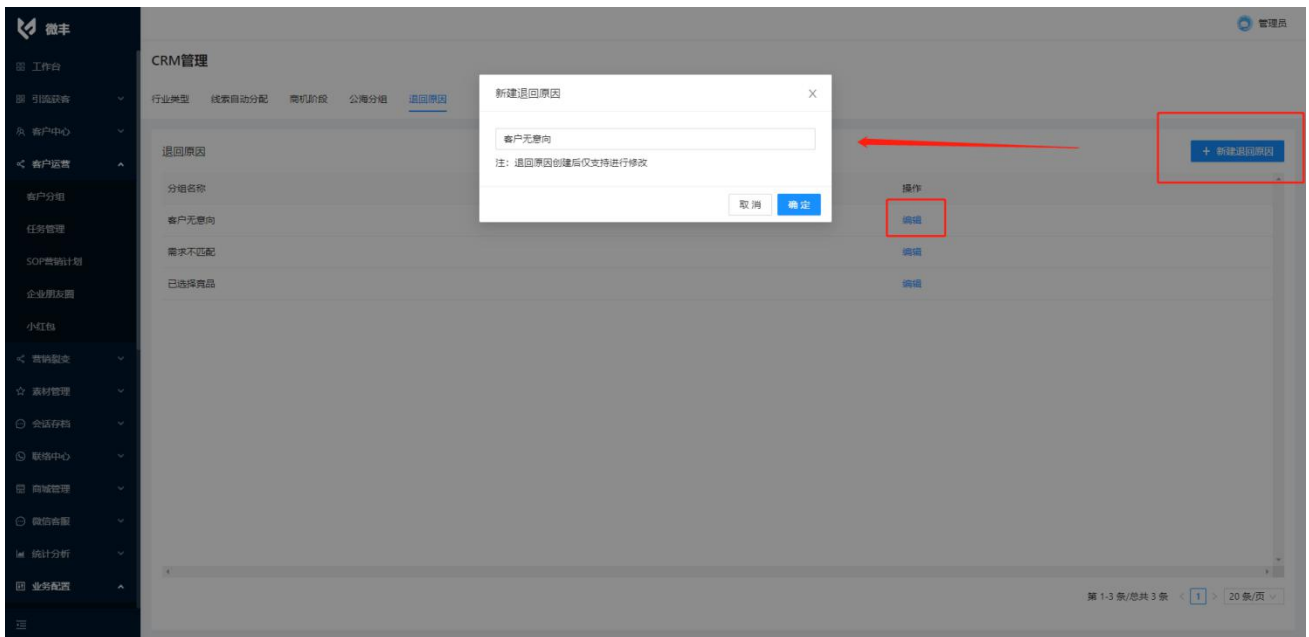 微丰
管理员
工作台
引流获客
客户中心
客户运营
客户分组
任务管理
SOP营销计划
企业朋友圈
小红包
营销裂变
素材管理
会话存档
联络中心
商城管理
微信客服
统计分析
业务配置
CRM管理
行业类型 线索自动分配 商机阶段 公海分组 退回原因
退回原因
+ 新建退回原因
分组名称 操作
客户无意向 编辑
需求不匹配 编辑
已选择竞品 编辑
新建退回原因 X
客户无意向
注：退回原因创建后仅支持进行修改
取 消 确 定
第 1-3 条/总共 3 条 < 1 > 20 条/页